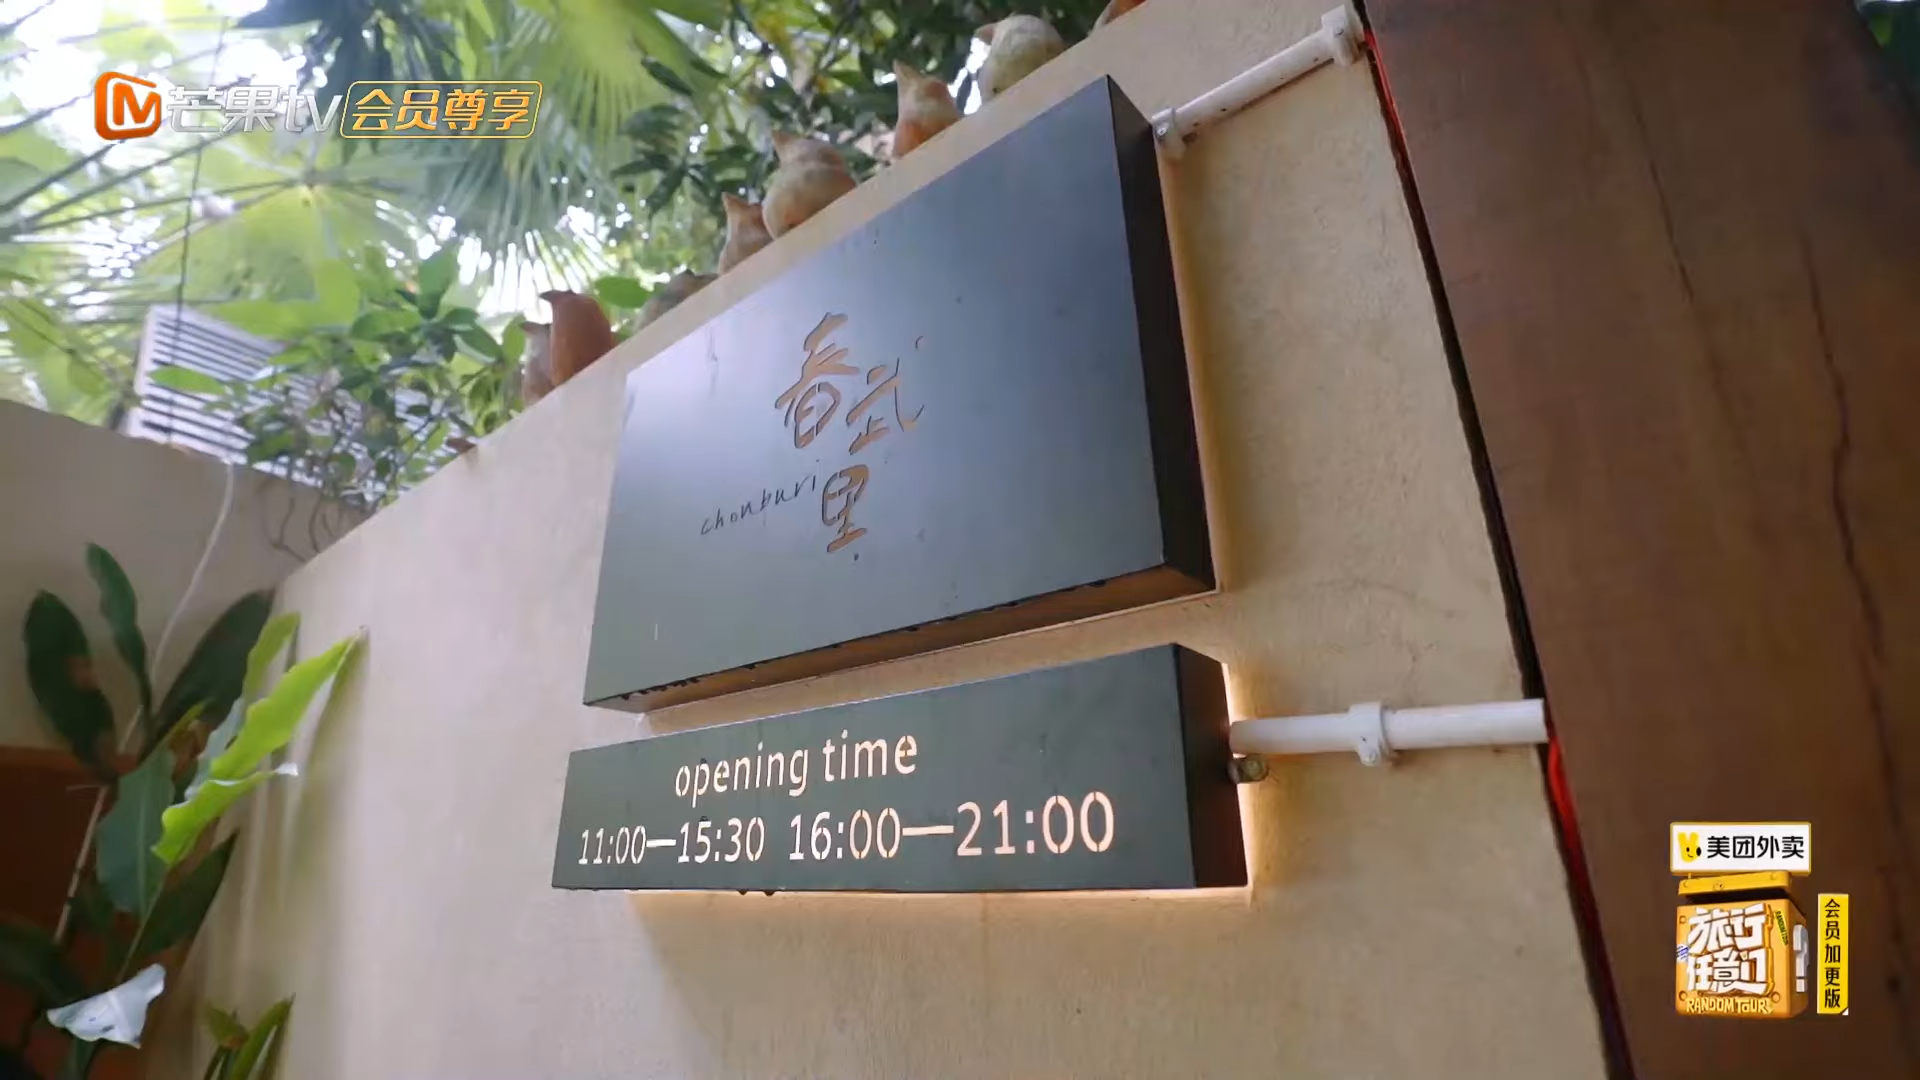 芒果tv 会员尊享
春武里
chonburi
opening time
11:00—15:30 16:00—21:00
美团外卖
旅行
任意门
RANDOM TOUR
会员加更版